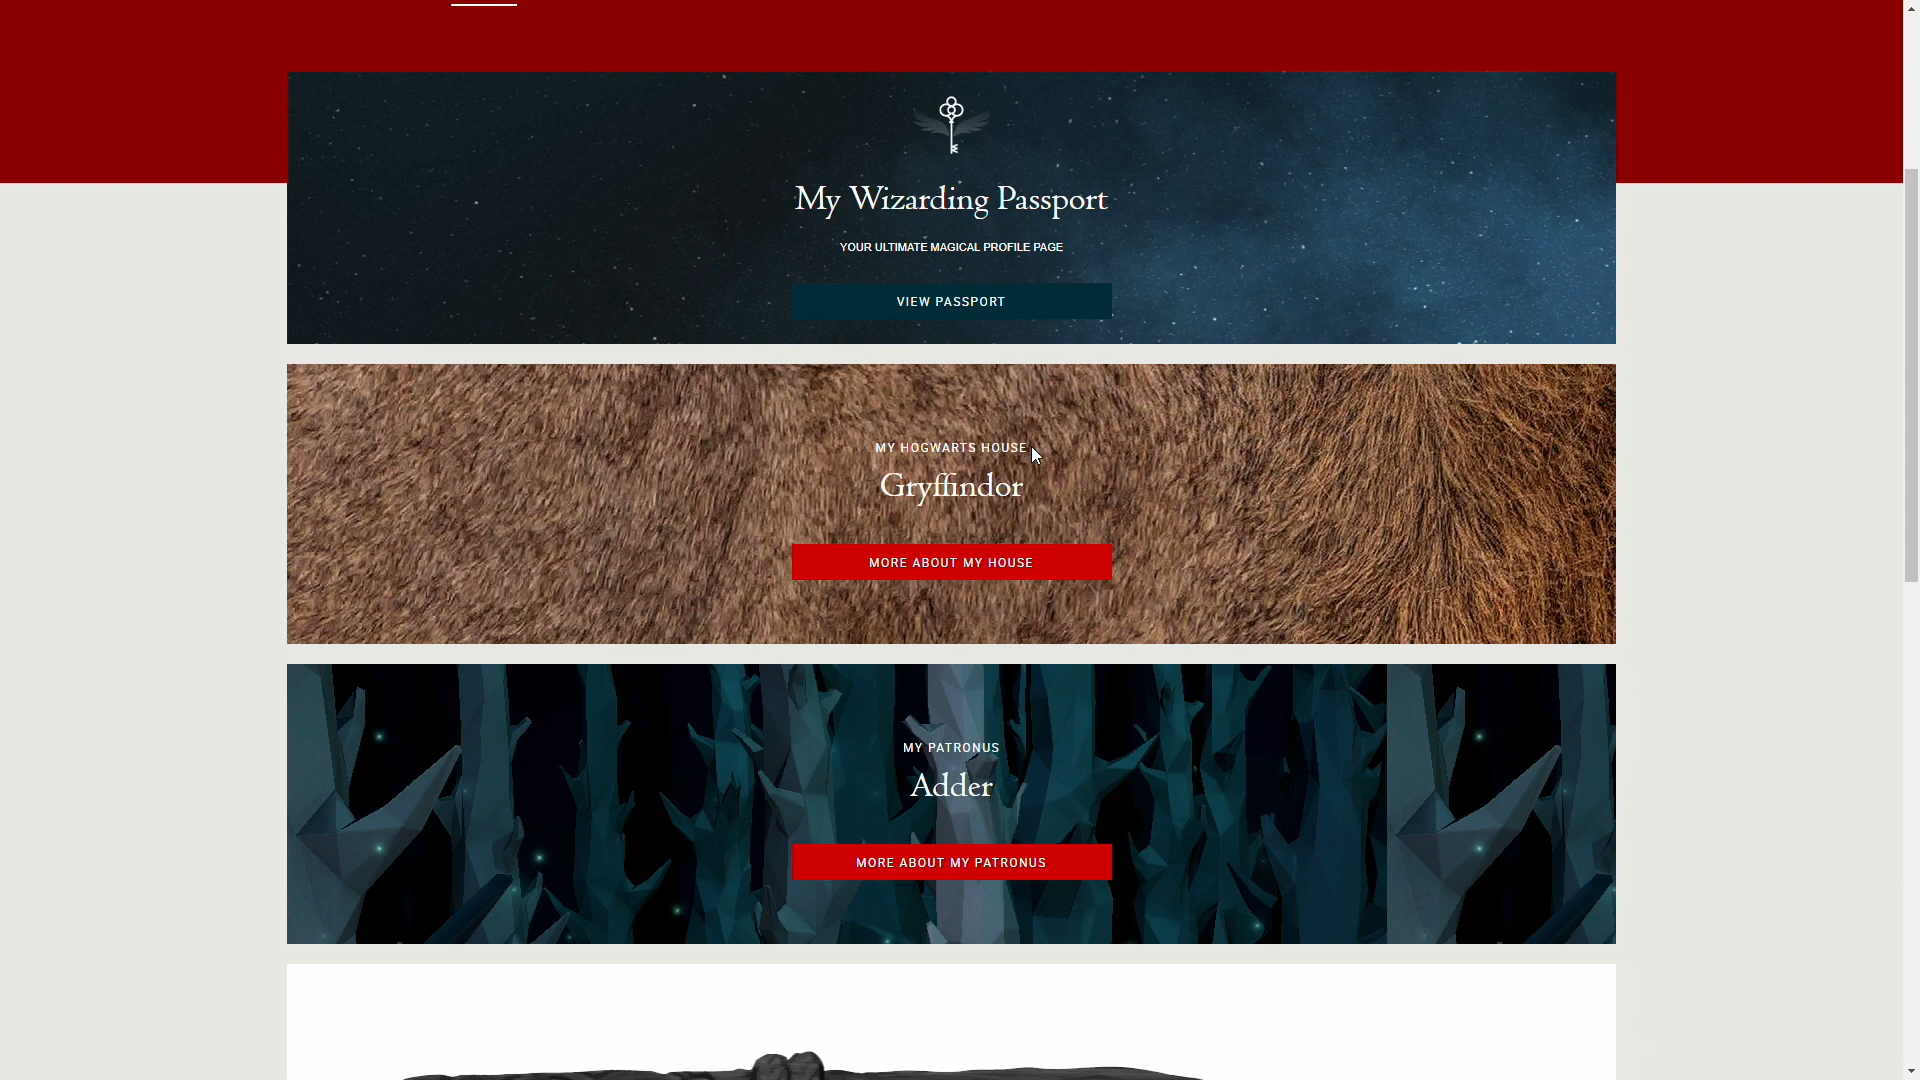 My Wizarding Passport
YOUR ULTIMATE MAGICAL PROFILE PAGE
VIEW PASSPORT
MY HOGWARTS HOUSE
Gryffindor
MORE ABOUT MY HOUSE
MY PATRONUS
Adder
MORE ABOUT MY PATRONUS